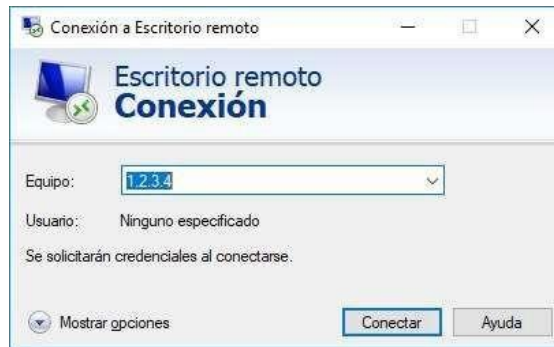 Conexión a Escritorio remoto
Escritorio remoto
Conexión
Equipo: 1.2.3.4
Usuario: Ninguno especificado
Se solicitarán credenciales al conectarse.
Mostrar opciones Conectar Ayuda